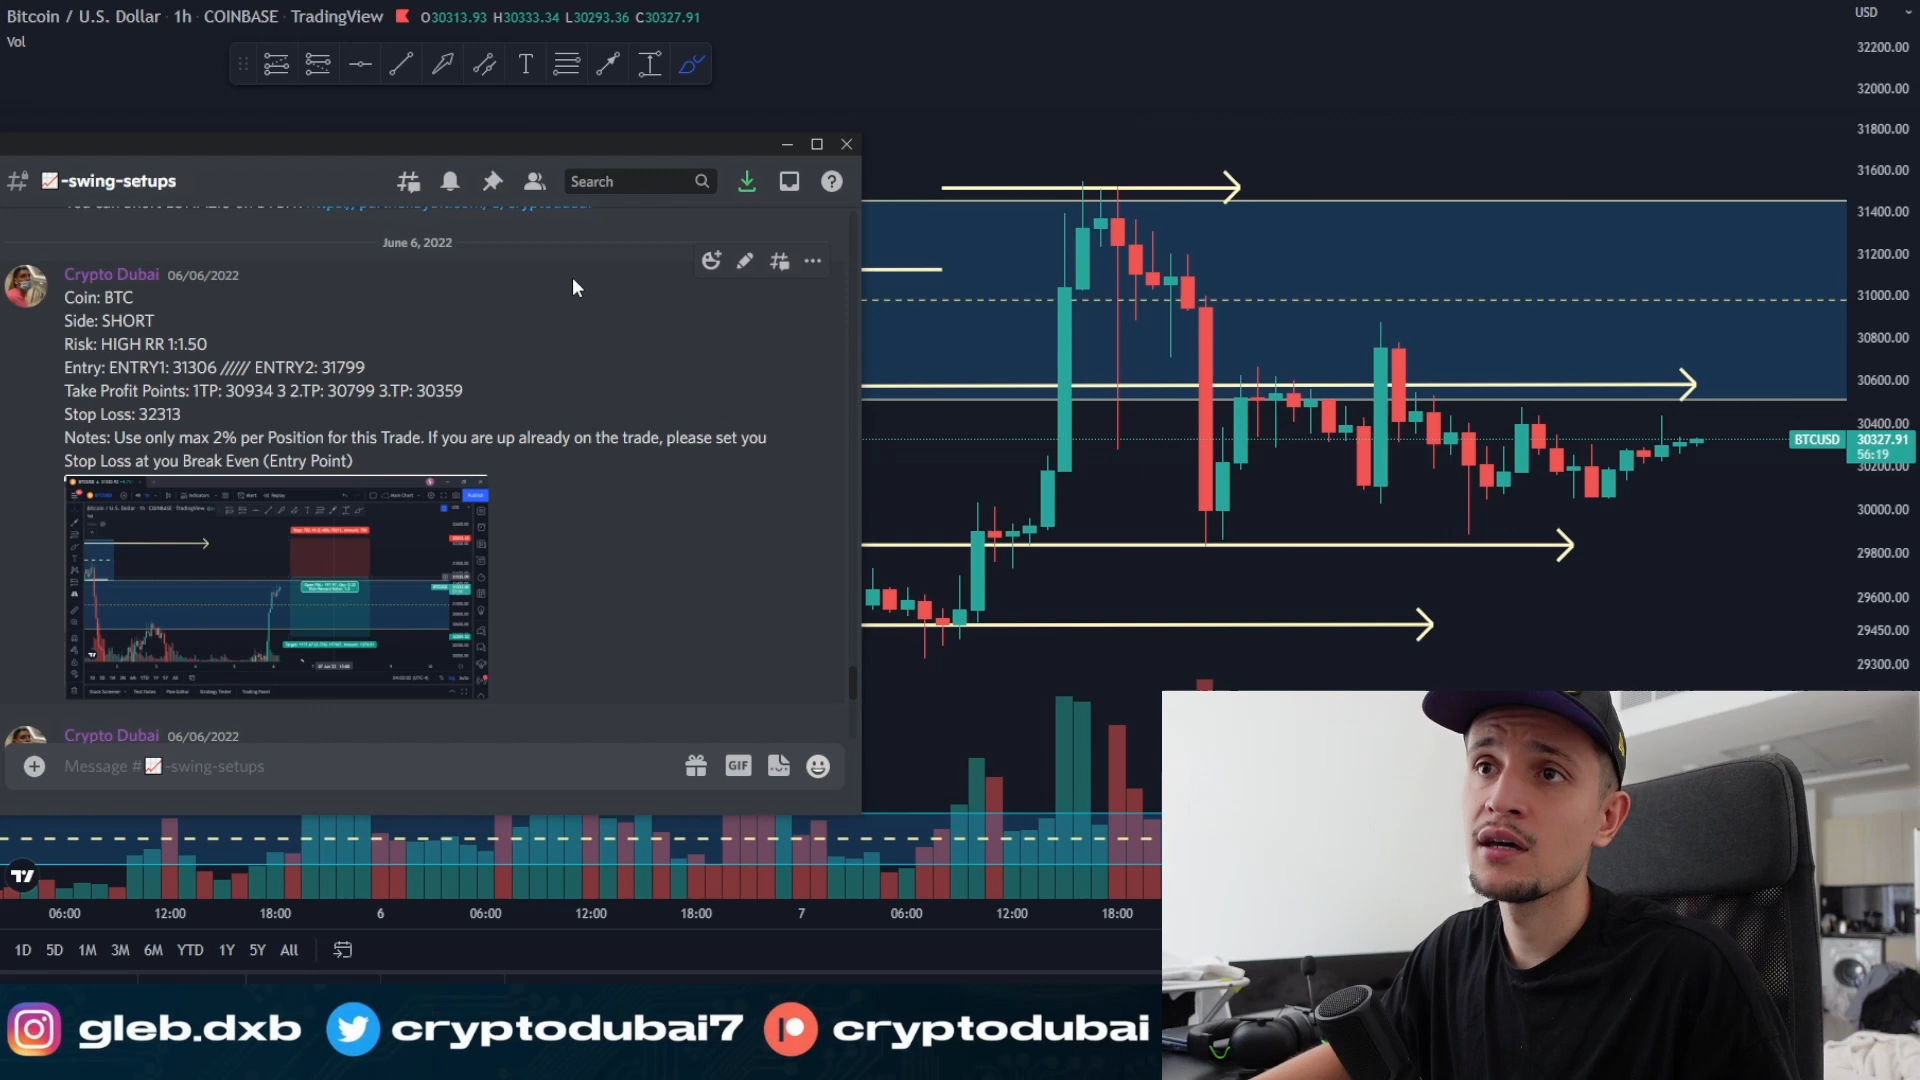 Bitcoin / U.S. Dollar · 1h · COINBASE · TradingView O30313.93 H30333.34 L30293.36 C30327.91
USD
Vol
T
32200.00
32000.00
31800.00
31600.00
31400.00
31200.00
31000.00
30800.00
30600.00
30400.00
BTCUSD 30327.91
56:19
30200.00
30000.00
29800.00
29600.00
29450.00
29300.00
-swing-setups
Search
June 6, 2022
Crypto Dubai 06/06/2022
Coin: BTC
Side: SHORT
Risk: HIGH RR 1:1.50
Entry: ENTRY1: 31306 ///// ENTRY2: 31799
Take Profit Points: 1TP: 30934 3 2.TP: 30799 3.TP: 30359
Stop Loss: 32313
Notes: Use only max 2% per Position for this Trade. If you are up already on the trade, please set you
Stop Loss at you Break Even (Entry Point)
Crypto Dubai 06/06/2022
Message # -swing-setups
GIF
06:00 12:00 18:00 6 06:00 12:00 18:00 7 06:00 12:00 18:00
1D 5D 1M 3M 6M YTD 1Y 5Y All
gleb.dxb cryptodubai7 cryptodubai